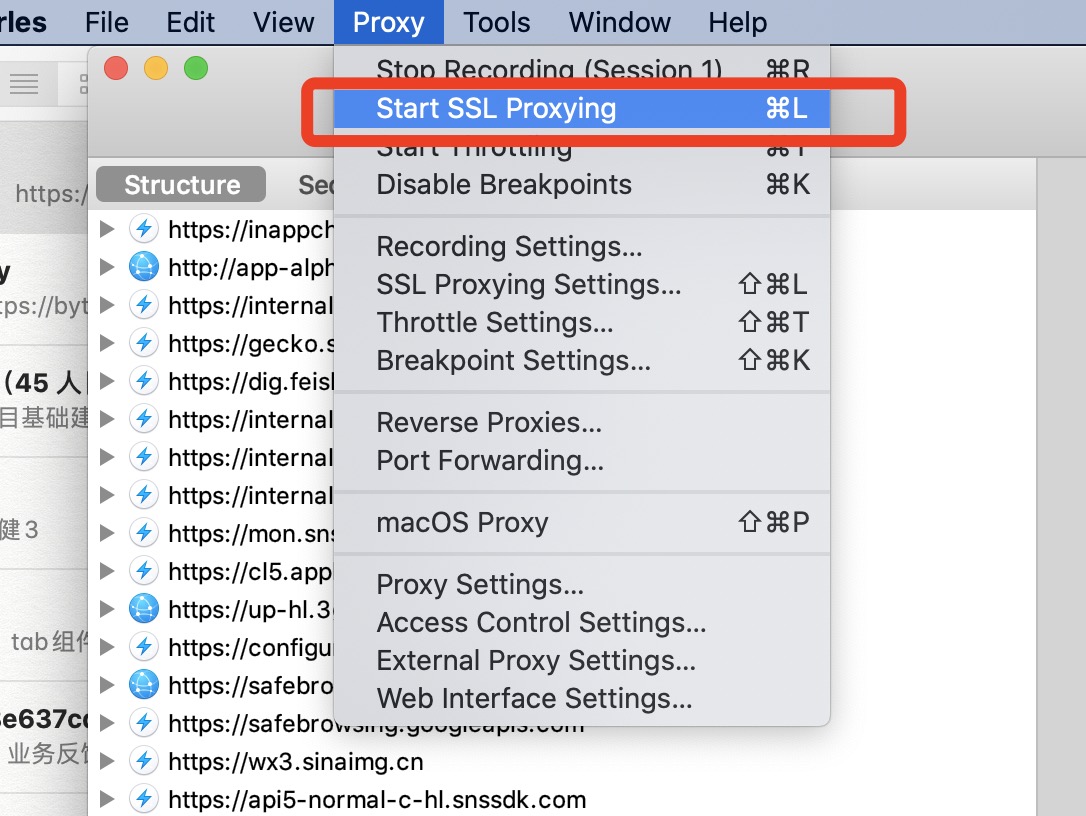 rles File Edit View Proxy Tools Window Help
Stop Recording (Session 1) ⌘R
Start SSL Proxying ⌘L
Start Throttling ⌘T
Disable Breakpoints ⌘K
Recording Settings...
SSL Proxying Settings... ⇧⌘L
Throttle Settings... ⇧⌘T
Breakpoint Settings... ⇧⌘K
Reverse Proxies...
Port Forwarding...
macOS Proxy ⇧⌘P
Proxy Settings...
Access Control Settings...
External Proxy Settings...
Web Interface Settings...
Structure Sec
https://inappch
http://app-alph
https://internal
https://gecko.s
https://dig.feish
https://internal
https://internal
https://internal
https://mon.sns
https://cl5.app
https://up-hl.3
https://configu
https://safebro
https://safebrowsing.googleapis.com
https://wx3.sinaimg.cn
https://api5-normal-c-hl.snssdk.com
https:/
y
tps://byt
(45 人
目基础建
健 3
tab 组件
e637c
业务反馈